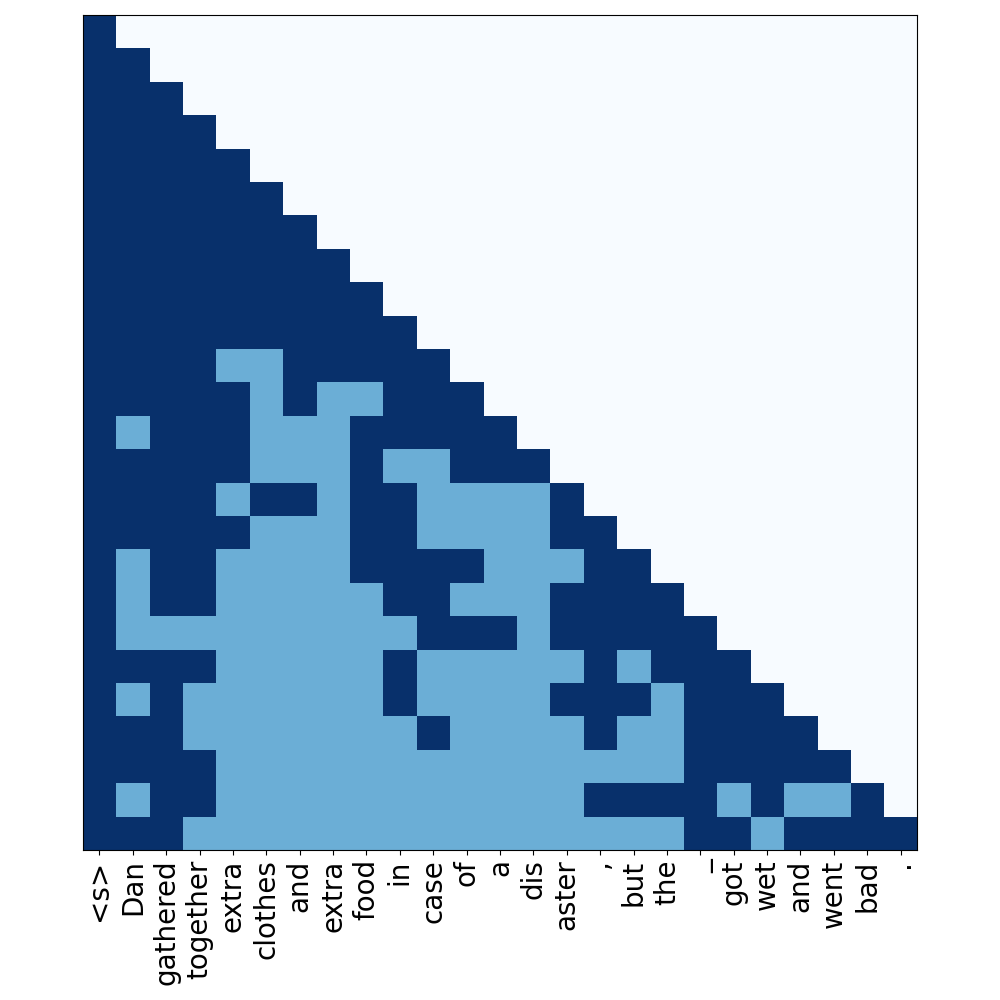 <s>
Dan
gathered
together
extra
clothes
and
extra
food
in
case
of
a
dis
aster
,
but
the
_
got
wet
and
went
bad
.